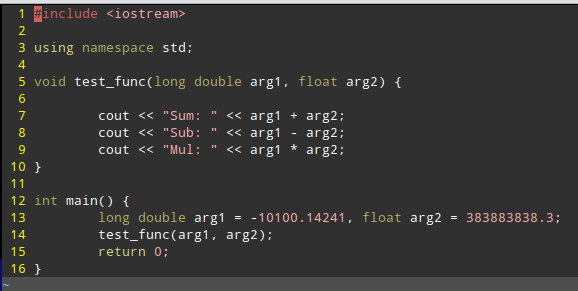 1 #include <iostream>
2
3 using namespace std;
4
5 void test_func(long double arg1, float arg2) {
6
7         cout << "Sum: " << arg1 + arg2;
8         cout << "Sub: " << arg1 - arg2;
9         cout << "Mul: " << arg1 * arg2;
10 }
11
12 int main() {
13         long double arg1 = -10100.14241, float arg2 = 383883838.3;
14         test_func(arg1, arg2);
15         return 0;
16 }
~